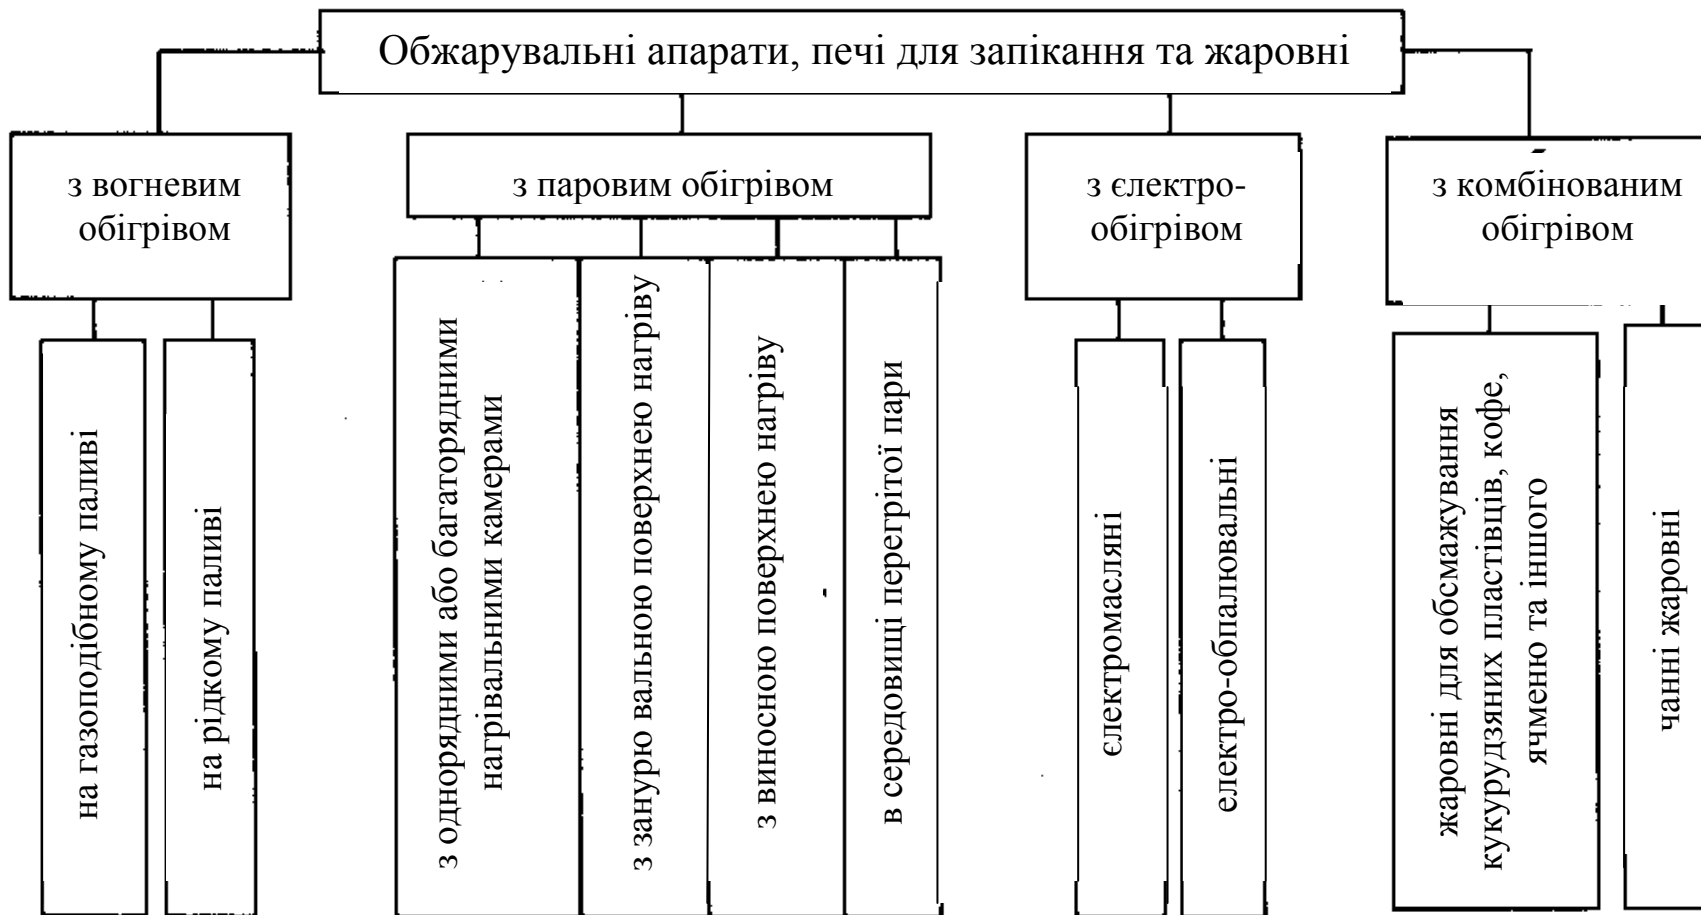 Обжарувальні апарати, печі для запікання та жаровні
з вогневим
обігрівом
з паровим обігрівом
з єлектро-
обігрівом
з комбінованим
обігрівом
на газоподібному паливі
на рідкому паливі
з однорядними або багаторядними
нагрівальними камерами
з занурю вальною поверхнею нагріву
з виносною поверхнею нагріву
в середовищі перегрітої пари
єлектромасляні
електро-обпалювальні
жаровні для обсмажування
кукурудзяних пластівців, кофе,
ячменю та іншого
чанні жаровні